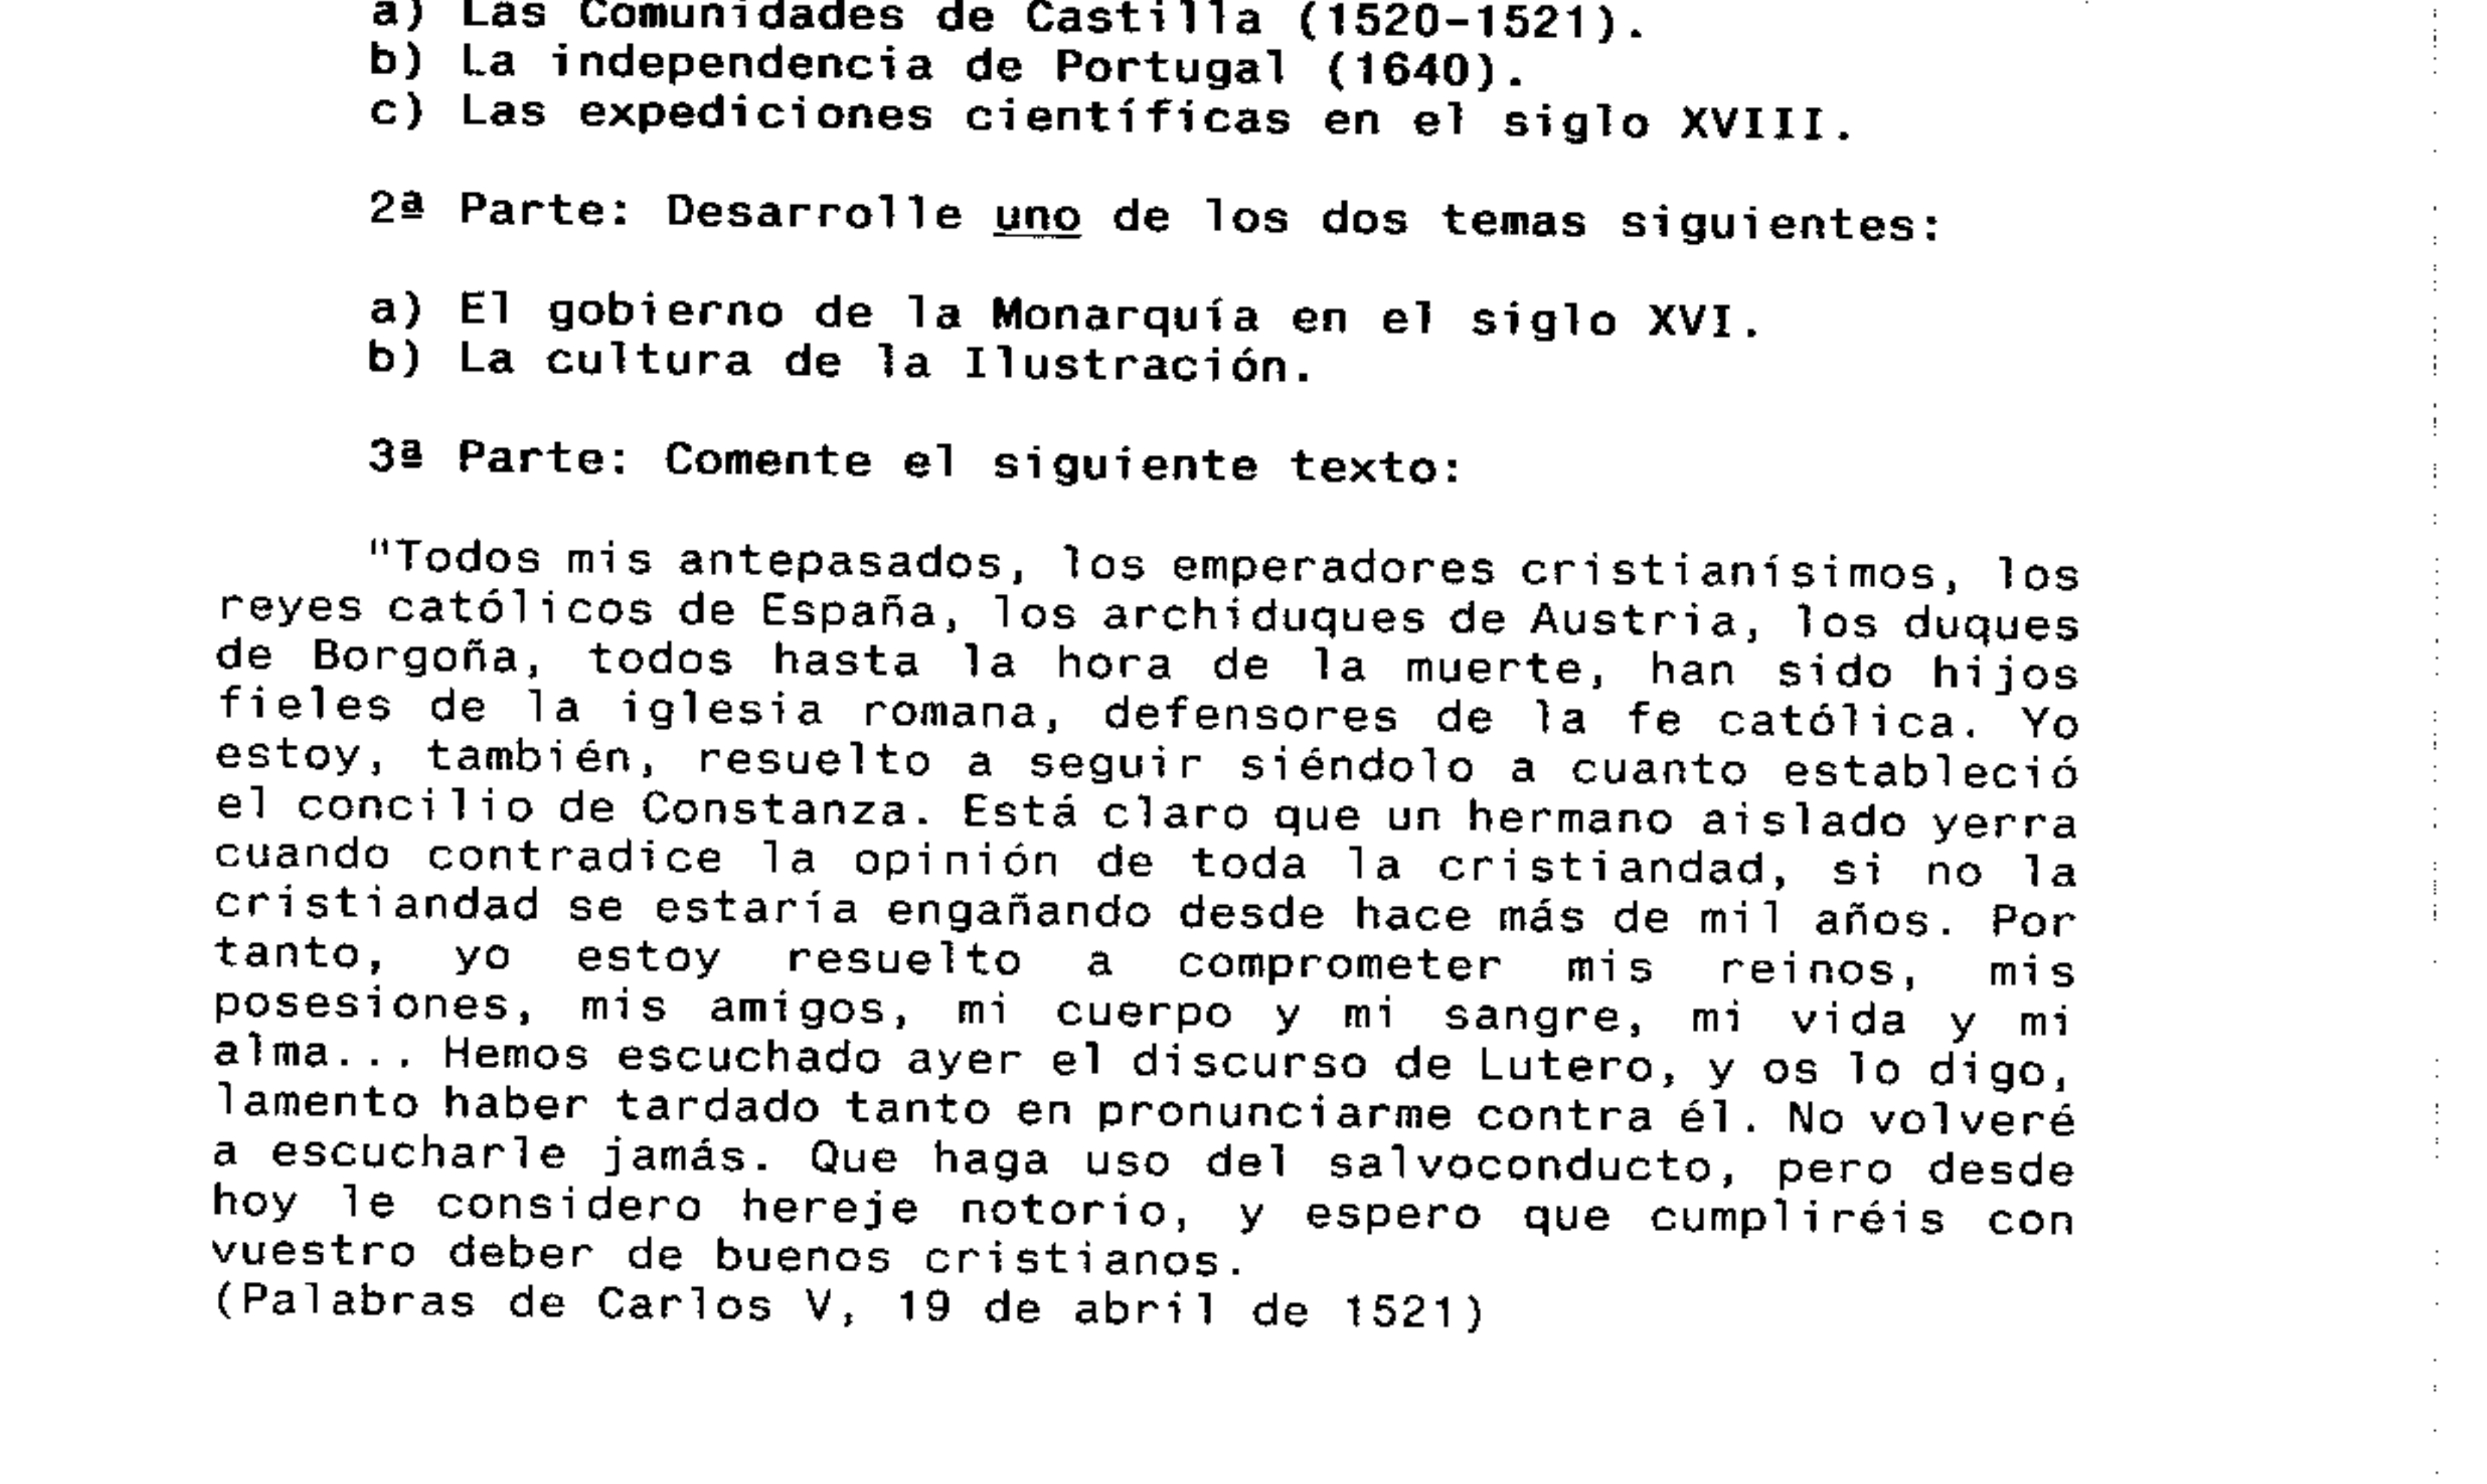 a) Las Comunidades de Castilla (1520-1521).
b) La independencia de Portugal (1640).
c) Las expediciones científicas en el siglo XVIII.
2ª Parte: Desarrolle uno de los dos temas siguientes:
a) El gobierno de la Monarquía en el siglo XVI.
b) La cultura de la Ilustración.
3ª Parte: Comente el siguiente texto:
"Todos mis antepasados, los emperadores cristianísimos, los
reyes católicos de España, los archiduques de Austria, los duques
de Borgoña, todos hasta la hora de la muerte, han sido hijos
fieles de la iglesia romana, defensores de la fe católica. Yo
estoy, también, resuelto a seguir siéndolo a cuanto estableció
el concilio de Constanza. Está claro que un hermano aislado yerra
cuando contradice la opinión de toda la cristiandad, si no la
cristiandad se estaría engañando desde hace más de mil años. Por
tanto, yo estoy resuelto a comprometer mis reinos, mis
posesiones, mis amigos, mi cuerpo y mi sangre, mi vida y mi
alma... Hemos escuchado ayer el discurso de Lutero, y os lo digo,
lamento haber tardado tanto en pronunciarme contra él. No volveré
a escucharle jamás. Que haga uso del salvoconducto, pero desde
hoy le considero hereje notorio, y espero que cumpliréis con
vuestro deber de buenos cristianos.
(Palabras de Carlos V, 19 de abril de 1521)